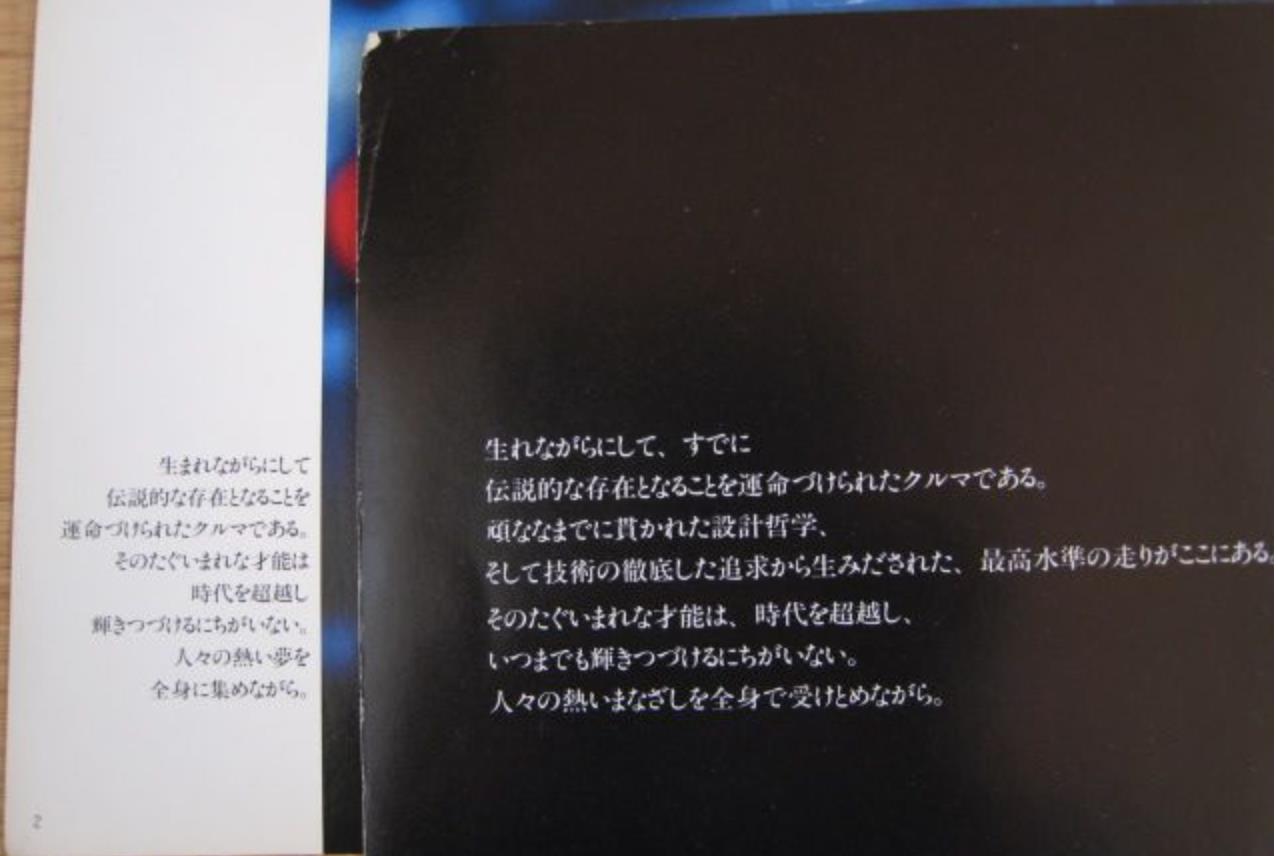 生まれながらにして
伝説的な存在となることを
運命づけられたクルマである。
そのたぐいまれな才能は
時代を超越し
輝きつづけるにちがいない。
人々の熱い夢を
全身に集めながら。
2
生れながらにして、すでに
伝説的な存在となることを運命づけられたクルマである。
頑ななまでに貫かれた設計哲学、
そして技術の徹底した追求から生みだされた、最高水準の走りがここにある。
そのたぐいまれな才能は、時代を超越し、
いつまでも輝きつづけるにちがいない。
人々の熱いまなざしを全身で受けとめながら。